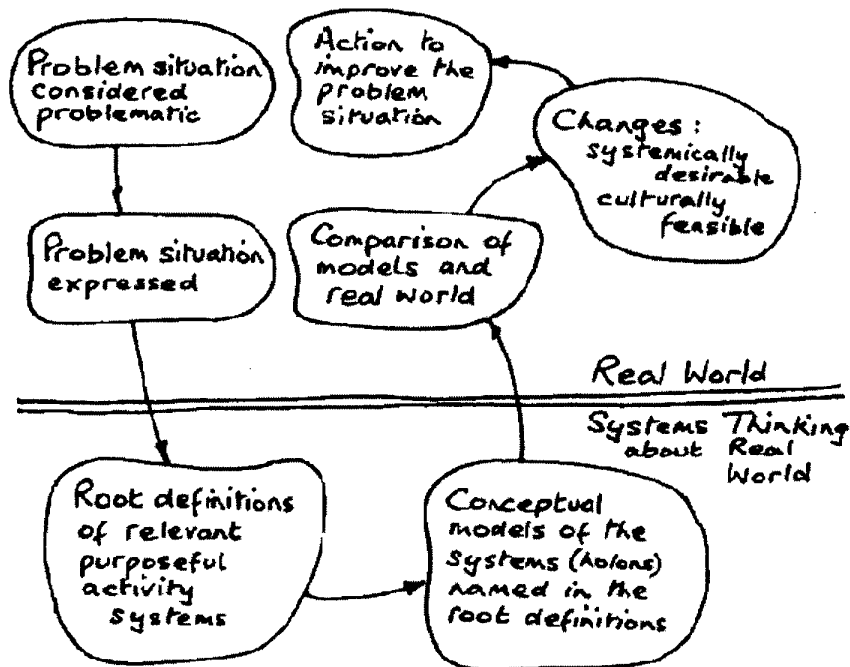 Problem situation
considered
problematic
Problem situation
expressed
Root definitions
of relevant
purposeful
activity
systems
Conceptual
models of the
systems (holons)
named in the
root definitions
Comparison of
models and
real world
Changes:
systemically
desirable
culturally
feasible
Action to
improve the
problem
situation
Real World
Systems Thinking
about Real
World